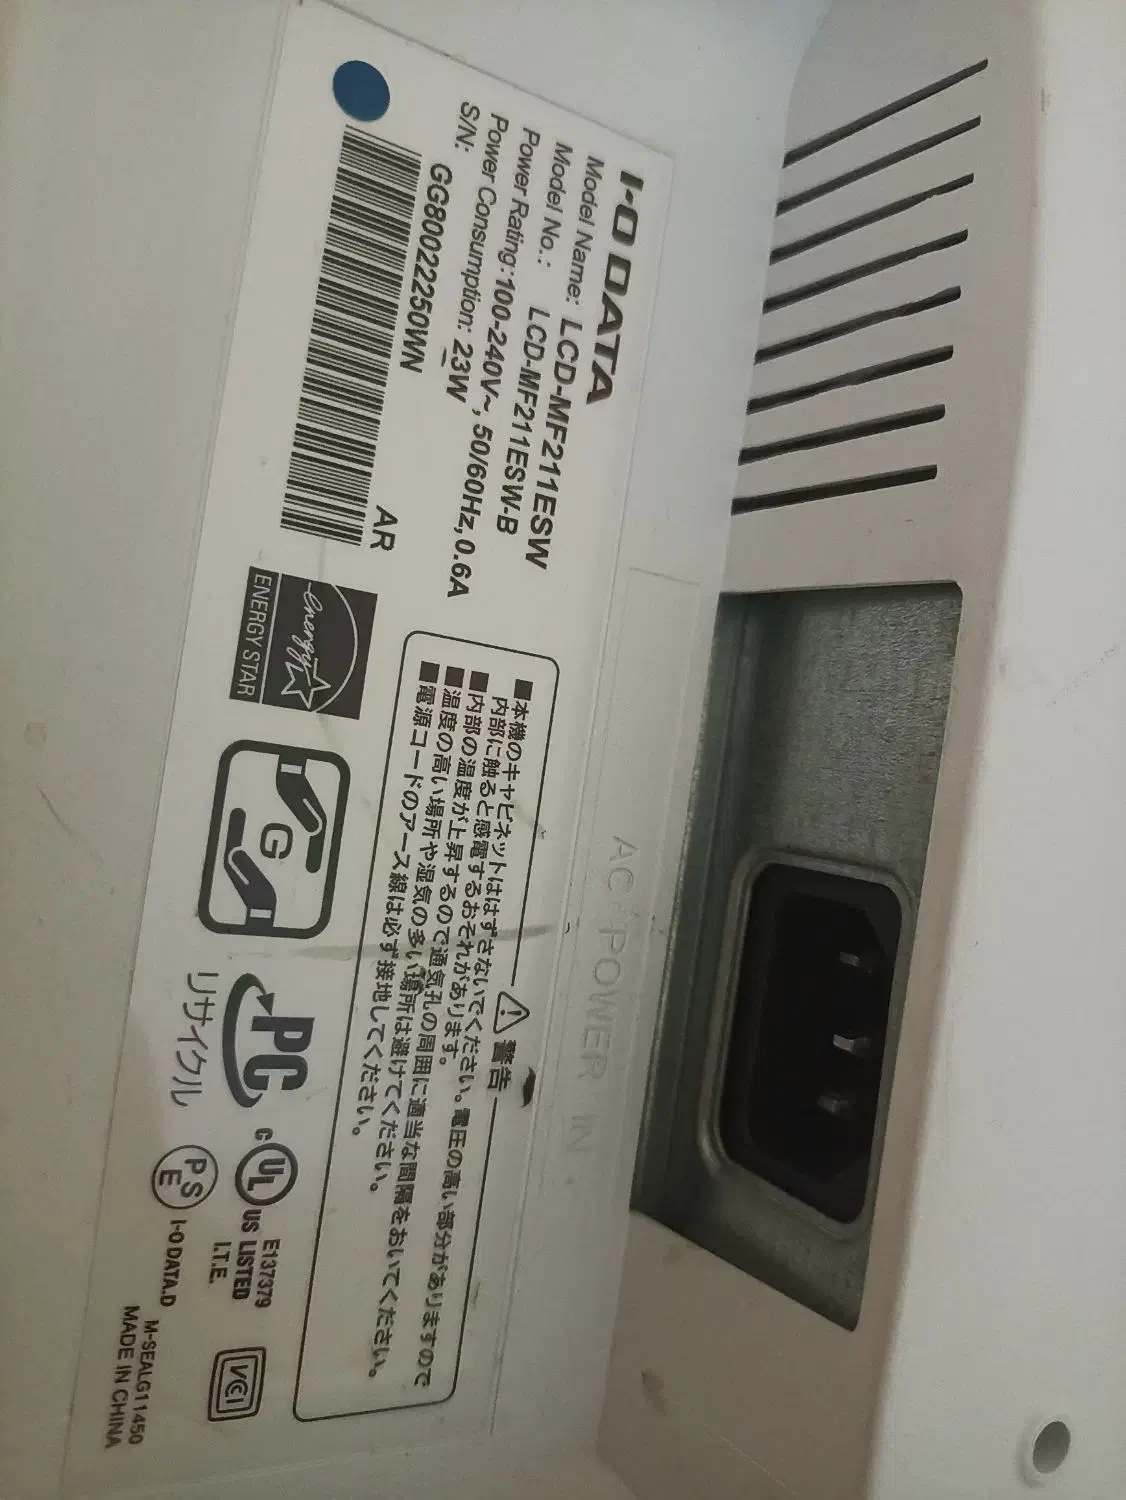 I-O DATA
Model Name: LCD-MF211ESW
Model No.: LCD-MF211ESW-B
Power Rating: 100-240V~, 50/60Hz, 0.6A
Power Consumption: 23W
S/N: GG80022250WN
AR
energy
ENERGY STAR
⚠警告
■本機のキャビネットははずさないでください。電圧の高い部分がありますので
内部に触ると感電するおそれがあります。
■内部の温度が上昇するので通気孔の周囲に適当な間隔をおいてください。
■温度の高い場所や湿気の多い場所は避けてください。
■電源コードのアース線は必ず接地してください。
G
PC
リサイクル
C UL US LISTED
I.T.E.
E137379
PS
E
I-O DATA.D
VCI
M-SEALG11450
MADE IN CHINA
AC POWER IN